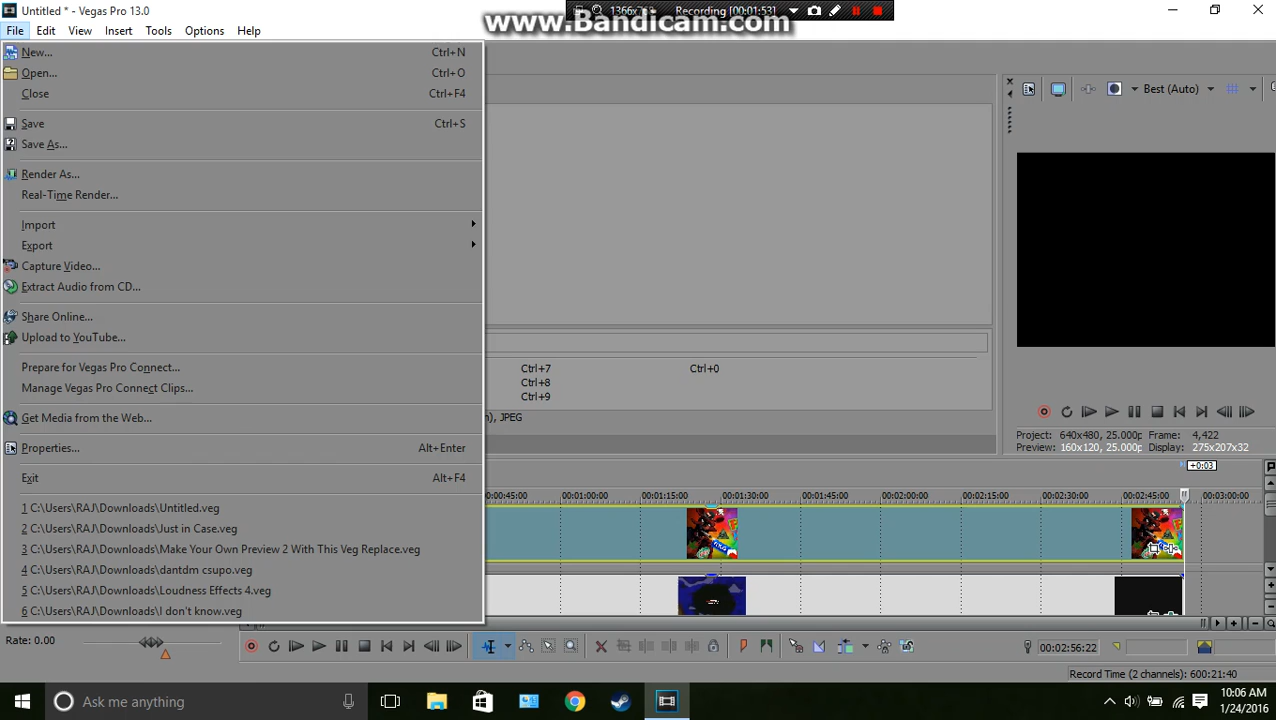 Untitled * - Vegas Pro 13.0
www.Bandicam.com
1366x768 Recording [00:01:53]
File Edit View Insert Tools Options Help
New... Ctrl+N
Open... Ctrl+O
Close Ctrl+F4
Save Ctrl+S
Save As...
Render As...
Real-Time Render...
Import
Export
Capture Video...
Extract Audio from CD...
Share Online...
Upload to YouTube...
Prepare for Vegas Pro Connect...
Manage Vegas Pro Connect Clips...
Get Media from the Web...
Properties... Alt+Enter
Exit Alt+F4
1 C:\Users\RAJ\Downloads\Untitled.veg
2 C:\Users\RAJ\Downloads\Just in Case.veg
3 C:\Users\RAJ\Downloads\Make Your Own Preview 2 With This Veg Replace.veg
4 C:\Users\RAJ\Downloads\dantdm csupo.veg
5 C:\Users\RAJ\Downloads\Loudness Effects 4.veg
6 C:\Users\RAJ\Downloads\I don't know.veg
Best (Auto)
Ctrl+7 Ctrl+0
Ctrl+8
Ctrl+9
, JPEG
Project: 640x480, 25.000p Frame: 4,422
Preview: 160x120, 25.000p Display: 275x207x32
+0:03
00:00:45:00 00:01:00:00 00:01:15:00 00:01:30:00 00:01:45:00 00:02:00:00 00:02:15:00 00:02:30:00 00:02:45:00 00:03:00:00
Rate: 0.00
00:02:56:22
Record Time (2 channels): 600:21:40
Ask me anything
10:06 AM
1/24/2016